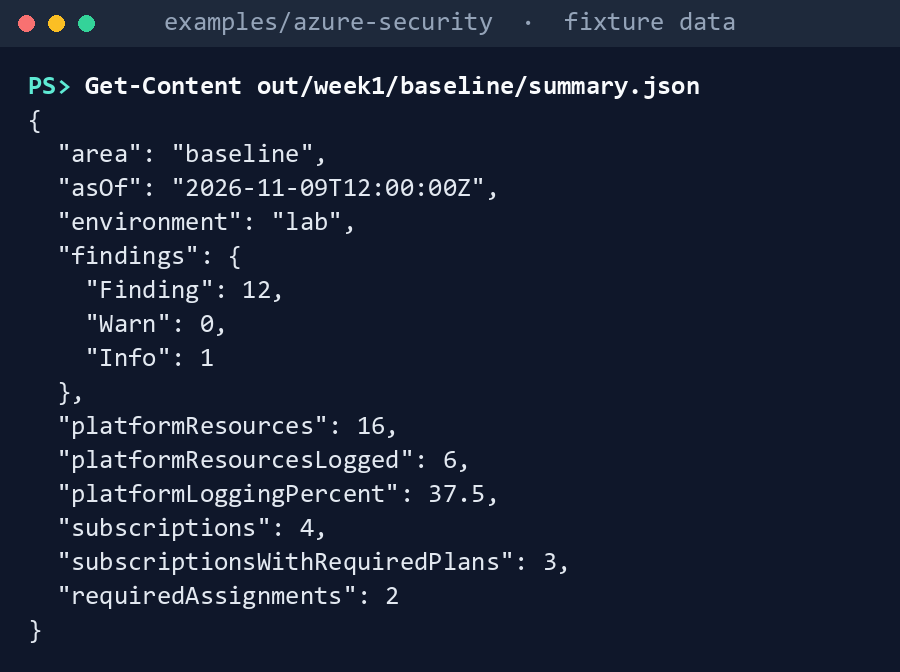 examples/azure-security · fixture data
PS> Get-Content out/week1/baseline/summary.json
{
  "area": "baseline",
  "asOf": "2026-11-09T12:00:00Z",
  "environment": "lab",
  "findings": {
    "Finding": 12,
    "Warn": 0,
    "Info": 1
  },
  "platformResources": 16,
  "platformResourcesLogged": 6,
  "platformLoggingPercent": 37.5,
  "subscriptions": 4,
  "subscriptionsWithRequiredPlans": 3,
  "requiredAssignments": 2
}